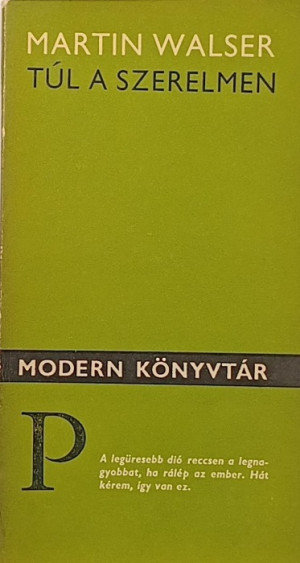 MARTIN WALSER
TÚL A SZERELMEN
MODERN KÖNYVTÁR
P
A legüresebb dió reccsen a legna-
gyobbat, ha rálép az ember. Hát
kérem, így van ez.